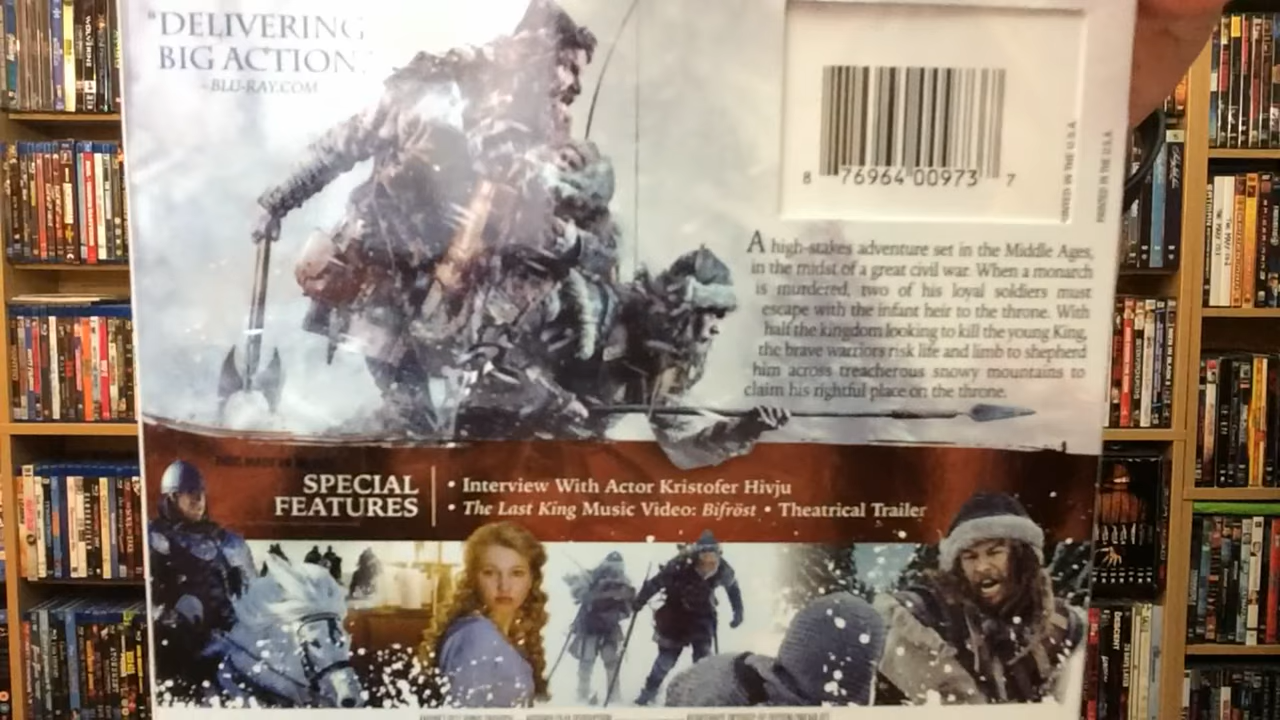 "DELIVERING
BIG ACTION."
-BLU-RAY.COM
8 76964 00973 7
PRINTED IN THE U.S.A.
A high-stakes adventure set in the Middle Ages,
in the midst of a great civil war. When a monarch
is murdered, two of his loyal soldiers must
escape with the infant heir to the throne. With
half the kingdom looking to kill the young King,
the brave warriors risk life and limb to shepherd
him across treacherous snowy mountains to
claim his rightful place on the throne.
SPECIAL
FEATURES
• Interview With Actor Kristofer Hivju
• The Last King Music Video: Bifröst • Theatrical Trailer